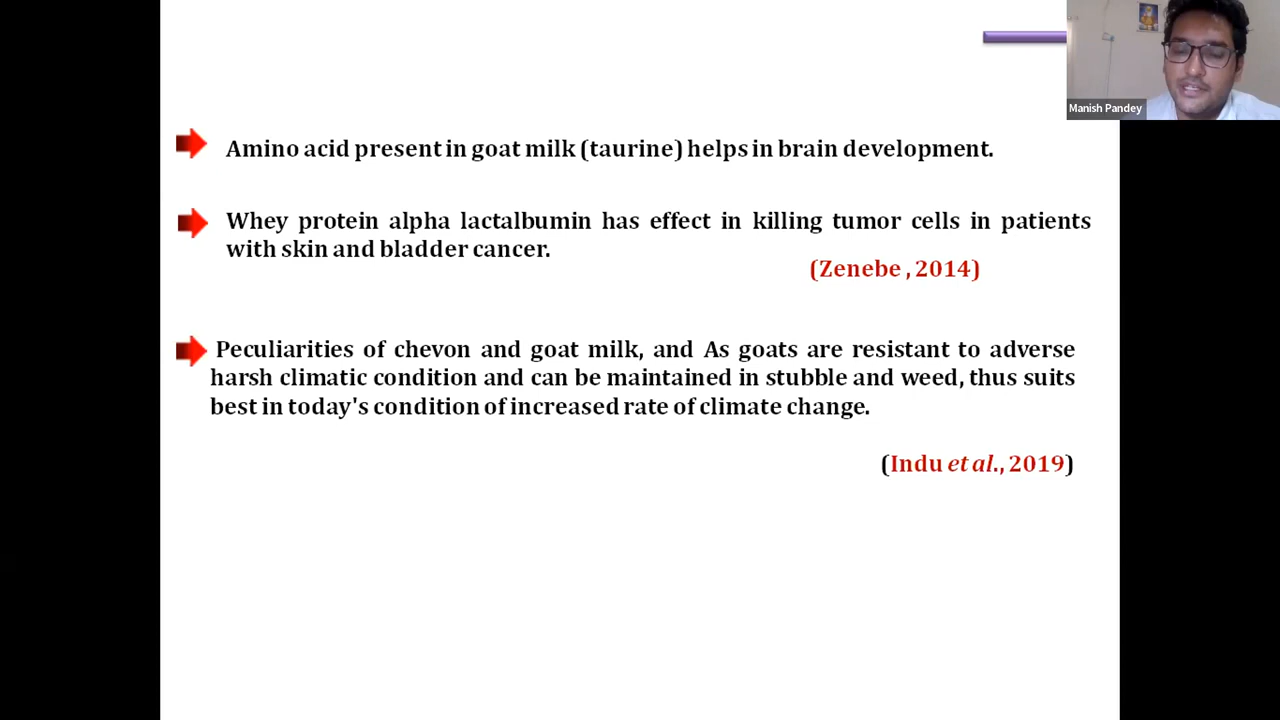 Manish Pandey
Amino acid present in goat milk (taurine) helps in brain development.
Whey protein alpha lactalbumin has effect in killing tumor cells in patients
with skin and bladder cancer.
(Zenebe , 2014)
Peculiarities of chevon and goat milk, and As goats are resistant to adverse
harsh climatic condition and can be maintained in stubble and weed, thus suits
best in today's condition of increased rate of climate change.
(Indu et al., 2019)